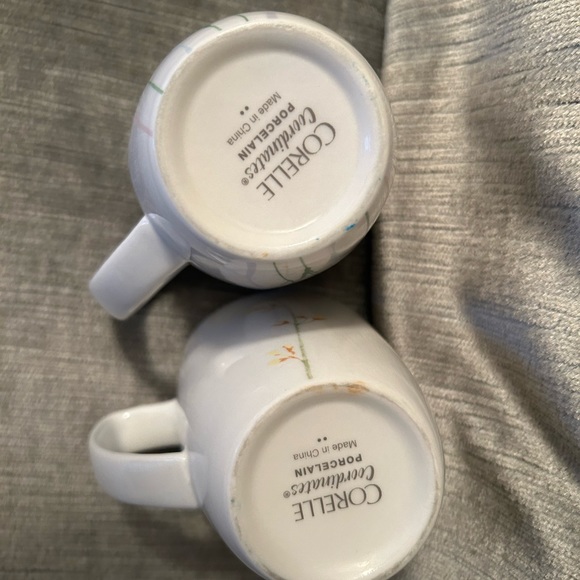 CORELLE
Coordinates®
PORCELAIN
Made in China
••
CORELLE
Coordinates®
PORCELAIN
Made in China
••